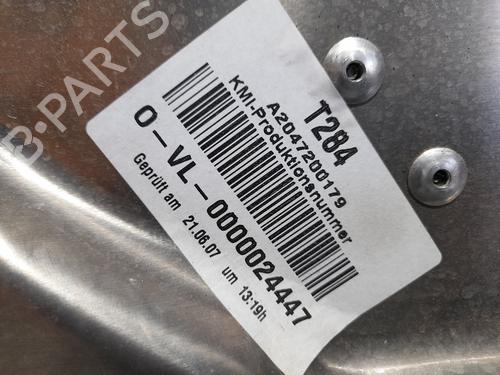 T284
A2047200179
KMI-Produktionsnummer
O-VL-0000024447
Geprüft am 21.06.07 um 13:19h
B-PARTS